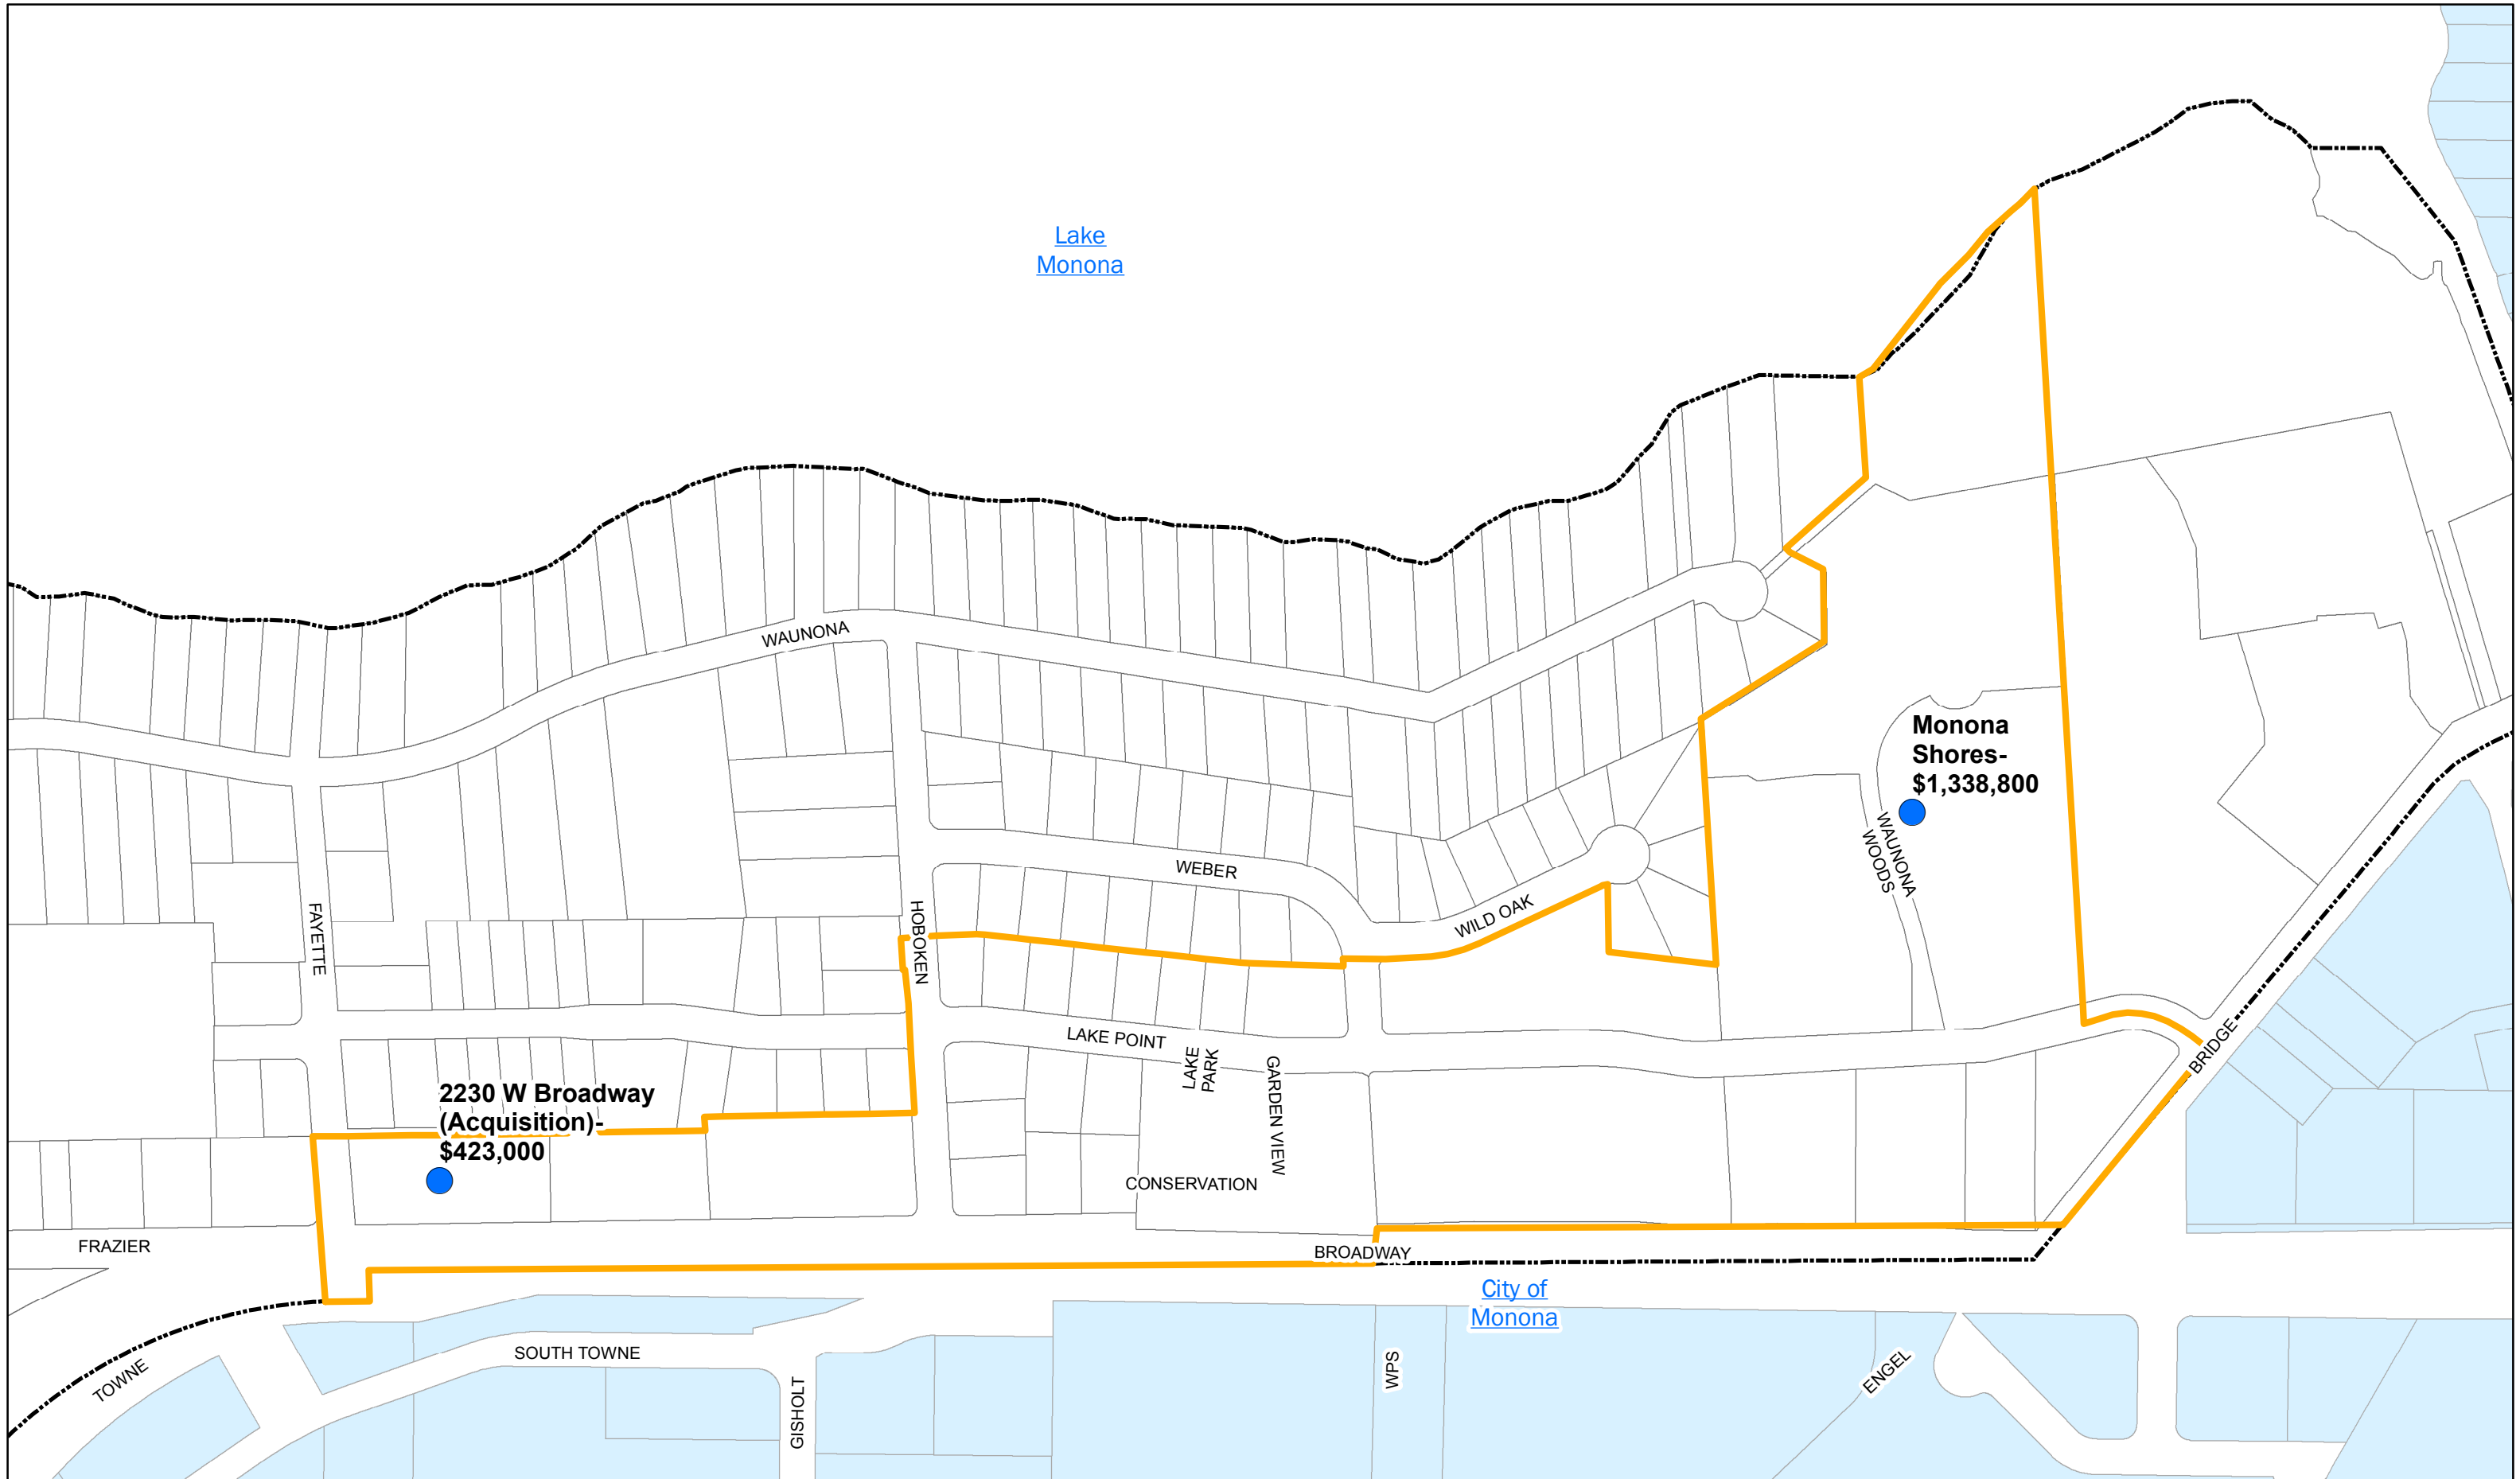 Lake
Monona
WAUNONA
Monona
Shores-
$1,338,800
WAUNONA
WOODS
WEBER
WILD OAK
FAYETTE
HOBOKEN
LAKE POINT
LAKE
PARK
GARDEN VIEW
BRIDGE
2230 W Broadway
(Acquisition)-
$423,000
CONSERVATION
FRAZIER
BROADWAY
City of
Monona
SOUTH TOWNE
TOWNE
GISHOLT
WPS
ENGEL